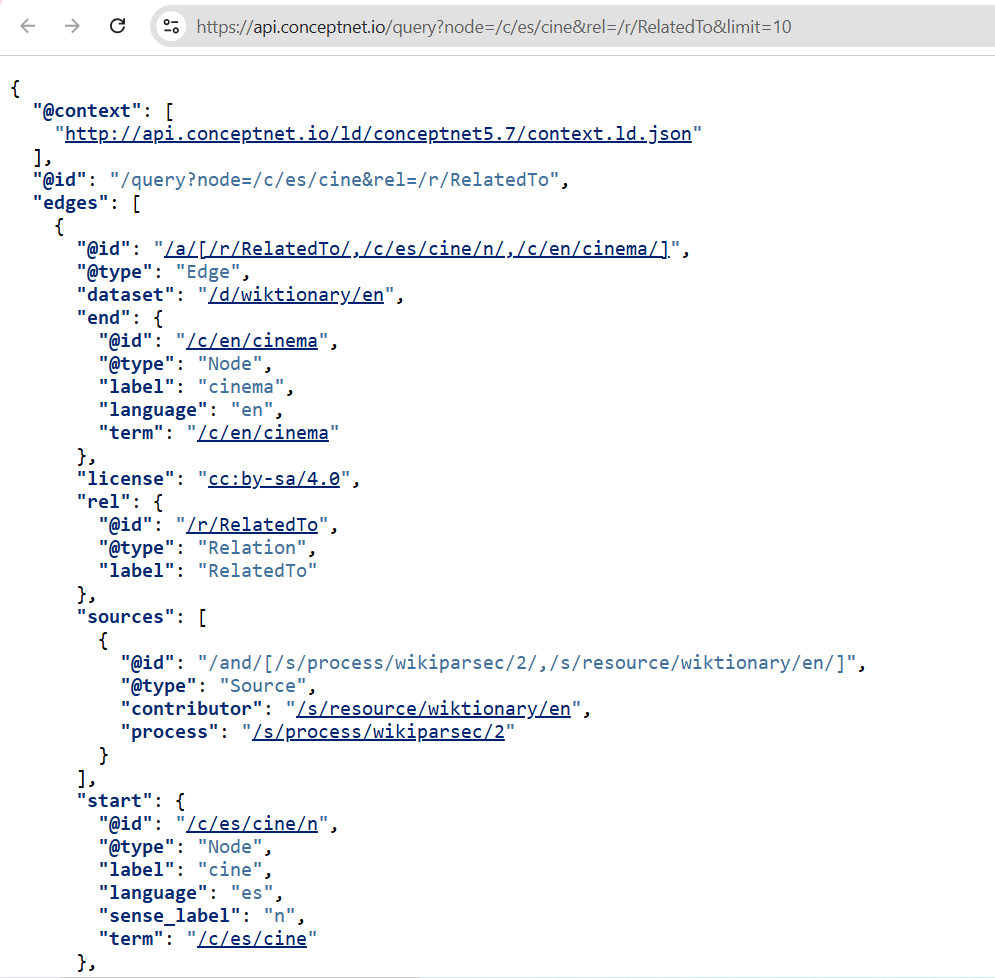 https://api.conceptnet.io/query?node=/c/es/cine&rel=/r/RelatedTo&limit=10
{
  "@context": [
    "http://api.conceptnet.io/ld/conceptnet5.7/context.ld.json"
  ],
  "@id": "/query?node=/c/es/cine&rel=/r/RelatedTo",
  "edges": [
    {
      "@id": "/a/[/r/RelatedTo/,/c/es/cine/n/,/c/en/cinema/]",
      "@type": "Edge",
      "dataset": "/d/wiktionary/en",
      "end": {
        "@id": "/c/en/cinema",
        "@type": "Node",
        "label": "cinema",
        "language": "en",
        "term": "/c/en/cinema"
      },
      "license": "cc:by-sa/4.0",
      "rel": {
        "@id": "/r/RelatedTo",
        "@type": "Relation",
        "label": "RelatedTo"
      },
      "sources": [
        {
          "@id": "/and/[/s/process/wikiparsec/2/,/s/resource/wiktionary/en/]",
          "@type": "Source",
          "contributor": "/s/resource/wiktionary/en",
          "process": "/s/process/wikiparsec/2"
        }
      ],
      "start": {
        "@id": "/c/es/cine/n",
        "@type": "Node",
        "label": "cine",
        "language": "es",
        "sense_label": "n",
        "term": "/c/es/cine"
      },